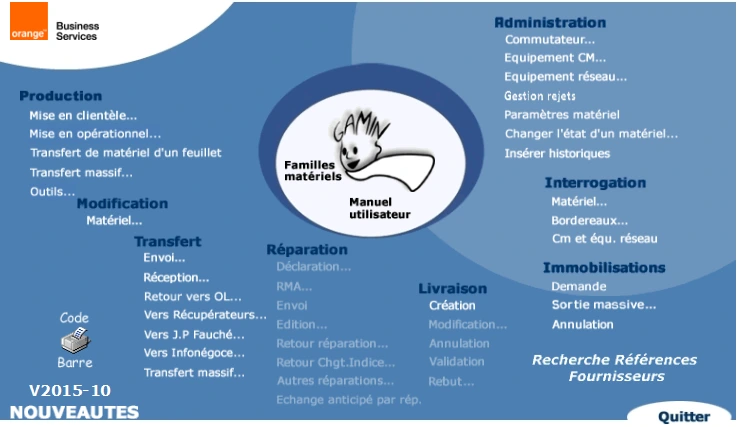 orange™
Business
Services
Production
Mise en clientèle...
Mise en opérationnel...
Transfert de matériel d'un feuillet
Transfert massif...
Outils...
Modification
Matériel...
Transfert
Envoi...
Réception...
Retour vers OL...
Vers Récupérateurs...
Vers J.P Fauché...
Vers Infonégoce...
Transfert massif...
Code
Barre
V2015-10
NOUVEAUTES
GAMIN
Familles
matériels
Manuel
utilisateur
Réparation
Déclaration...
RMA...
Envoi
Edition...
Retour réparation...
Retour Chgt.Indice...
Autres réparations...
Echange anticipé par rép.
Livraison
Création
Modification...
Annulation
Validation
Rebut...
Administration
Commutateur...
Equipement CM...
Equipement réseau...
Gestion rejets
Paramètres matériel
Changer l'état d'un matériel...
Insérer historiques
Interrogation
Matériel...
Bordereaux...
Cm et équ. réseau
Immobilisations
Demande
Sortie massive...
Annulation
Recherche Références
Fournisseurs
Quitter